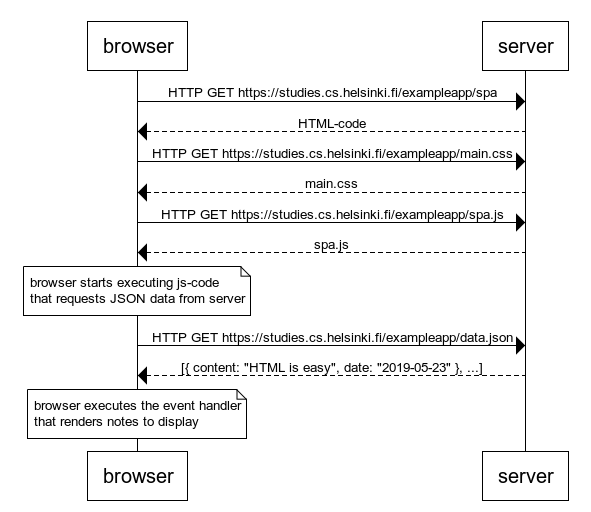 browser server
HTTP GET https://studies.cs.helsinki.fi/exampleapp/spa
HTML-code
HTTP GET https://studies.cs.helsinki.fi/exampleapp/main.css
main.css
HTTP GET https://studies.cs.helsinki.fi/exampleapp/spa.js
spa.js
browser starts executing js-code
that requests JSON data from server
HTTP GET https://studies.cs.helsinki.fi/exampleapp/data.json
[{ content: "HTML is easy", date: "2019-05-23" }, ...]
browser executes the event handler
that renders notes to display
browser server